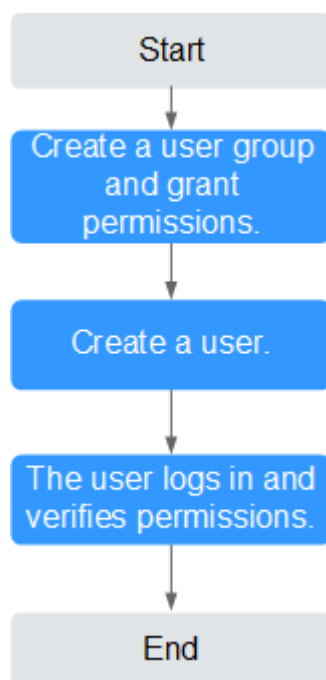 Start
Create a user group
and grant
permissions.
Create a user.
The user logs in and
verifies permissions.
End